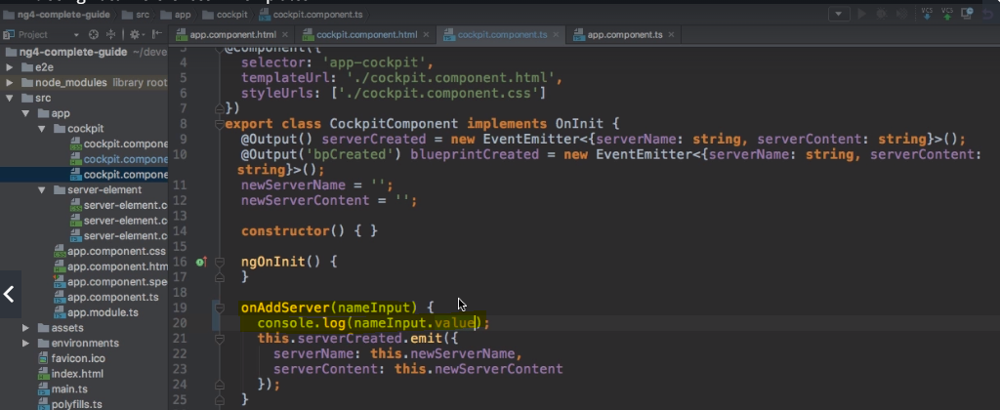 ng4-complete-guide src app cockpit cockpit.component.ts
Project
app.component.html cockpit.component.html cockpit.component.ts app.component.ts
ng4-complete-guide ~/deve
e2e
node_modules library root
src
app
cockpit
cockpit.compone
cockpit.compone
cockpit.compone
server-element
server-element.c
server-element.c
server-element.c
app.component.css
app.component.htm
app.component.spe
app.component.ts
app.module.ts
assets
environments
favicon.ico
index.html
main.ts
polyfills.ts
3 @Component({
4 selector: 'app-cockpit',
5 templateUrl: './cockpit.component.html',
6 styleUrls: ['./cockpit.component.css']
7 })
8 export class CockpitComponent implements OnInit {
9 @Output() serverCreated = new EventEmitter<{serverName: string, serverContent: string}>();
10 @Output('bpCreated') blueprintCreated = new EventEmitter<{serverName: string, serverContent:
string}>();
11 newServerName = '';
12 newServerContent = '';
13
14 constructor() { }
15
16 ngOnInit() {
17 }
18
19 onAddServer(nameInput) {
20 console.log(nameInput.value);
21 this.serverCreated.emit({
22 serverName: this.newServerName,
23 serverContent: this.newServerContent
24 });
25 }